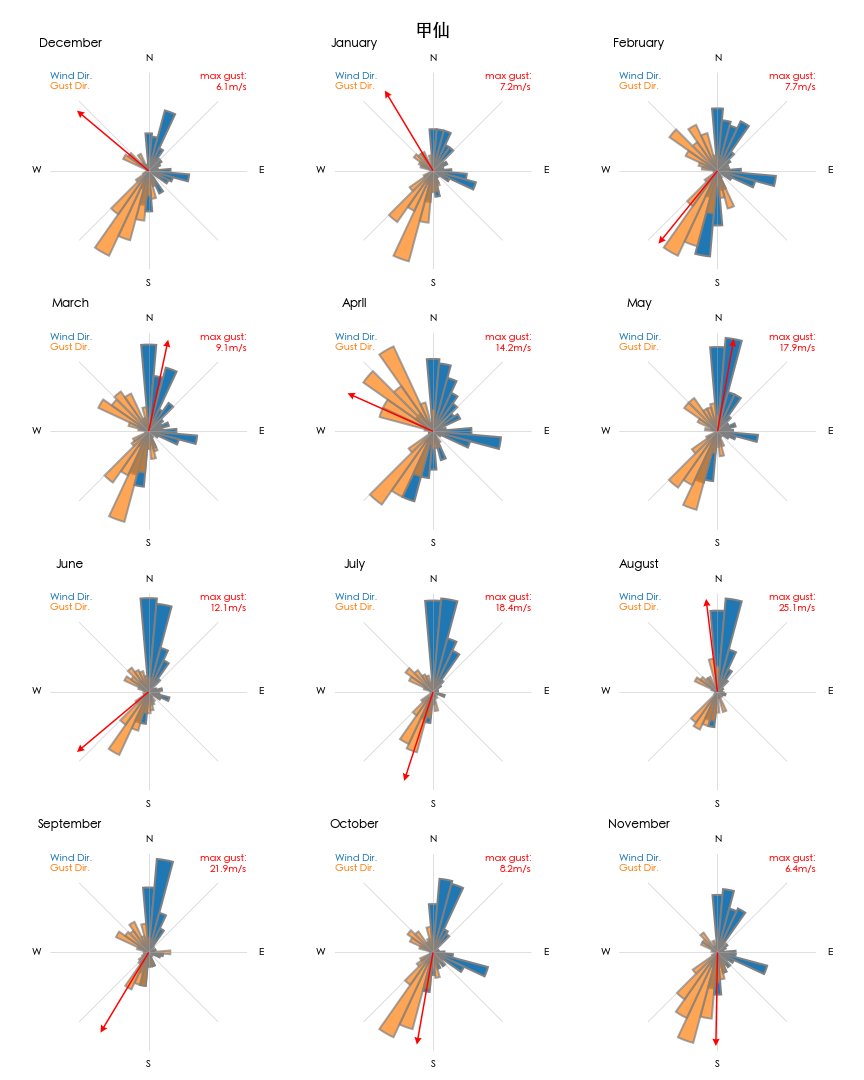 甲仙
December
N
Wind Dir.
Gust Dir.
max gust:
6.1m/s
W
E
S
January
N
Wind Dir.
Gust Dir.
max gust:
7.2m/s
W
E
S
February
N
Wind Dir.
Gust Dir.
max gust:
7.7m/s
W
E
S
March
N
Wind Dir.
Gust Dir.
max gust:
9.1m/s
W
E
S
April
N
Wind Dir.
Gust Dir.
max gust:
14.2m/s
W
E
S
May
N
Wind Dir.
Gust Dir.
max gust:
17.9m/s
W
E
S
June
N
Wind Dir.
Gust Dir.
max gust:
12.1m/s
W
E
S
July
N
Wind Dir.
Gust Dir.
max gust:
18.4m/s
W
E
S
August
N
Wind Dir.
Gust Dir.
max gust:
25.1m/s
W
E
S
September
N
Wind Dir.
Gust Dir.
max gust:
21.9m/s
W
E
S
October
N
Wind Dir.
Gust Dir.
max gust:
8.2m/s
W
E
S
November
N
Wind Dir.
Gust Dir.
max gust:
6.4m/s
W
E
S